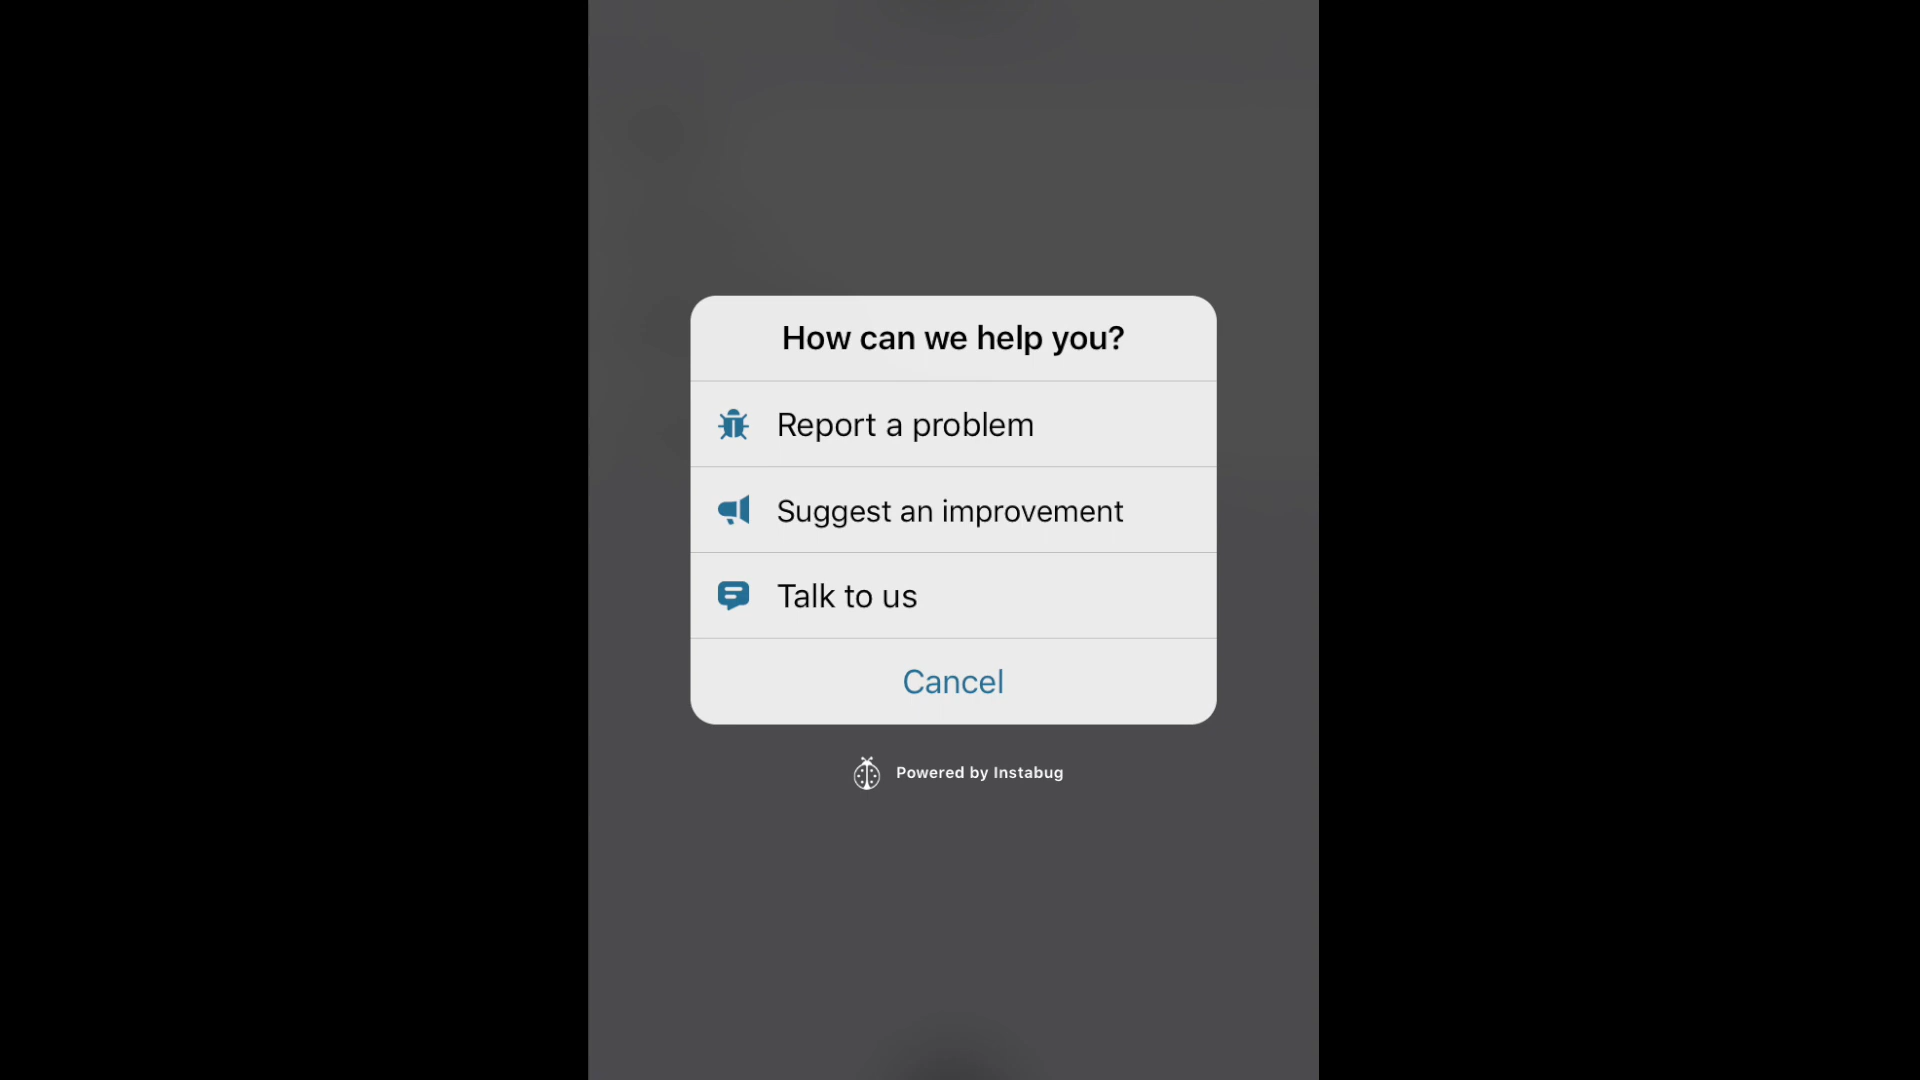 How can we help you?
Report a problem
Suggest an improvement
Talk to us
Cancel
Powered by Instabug